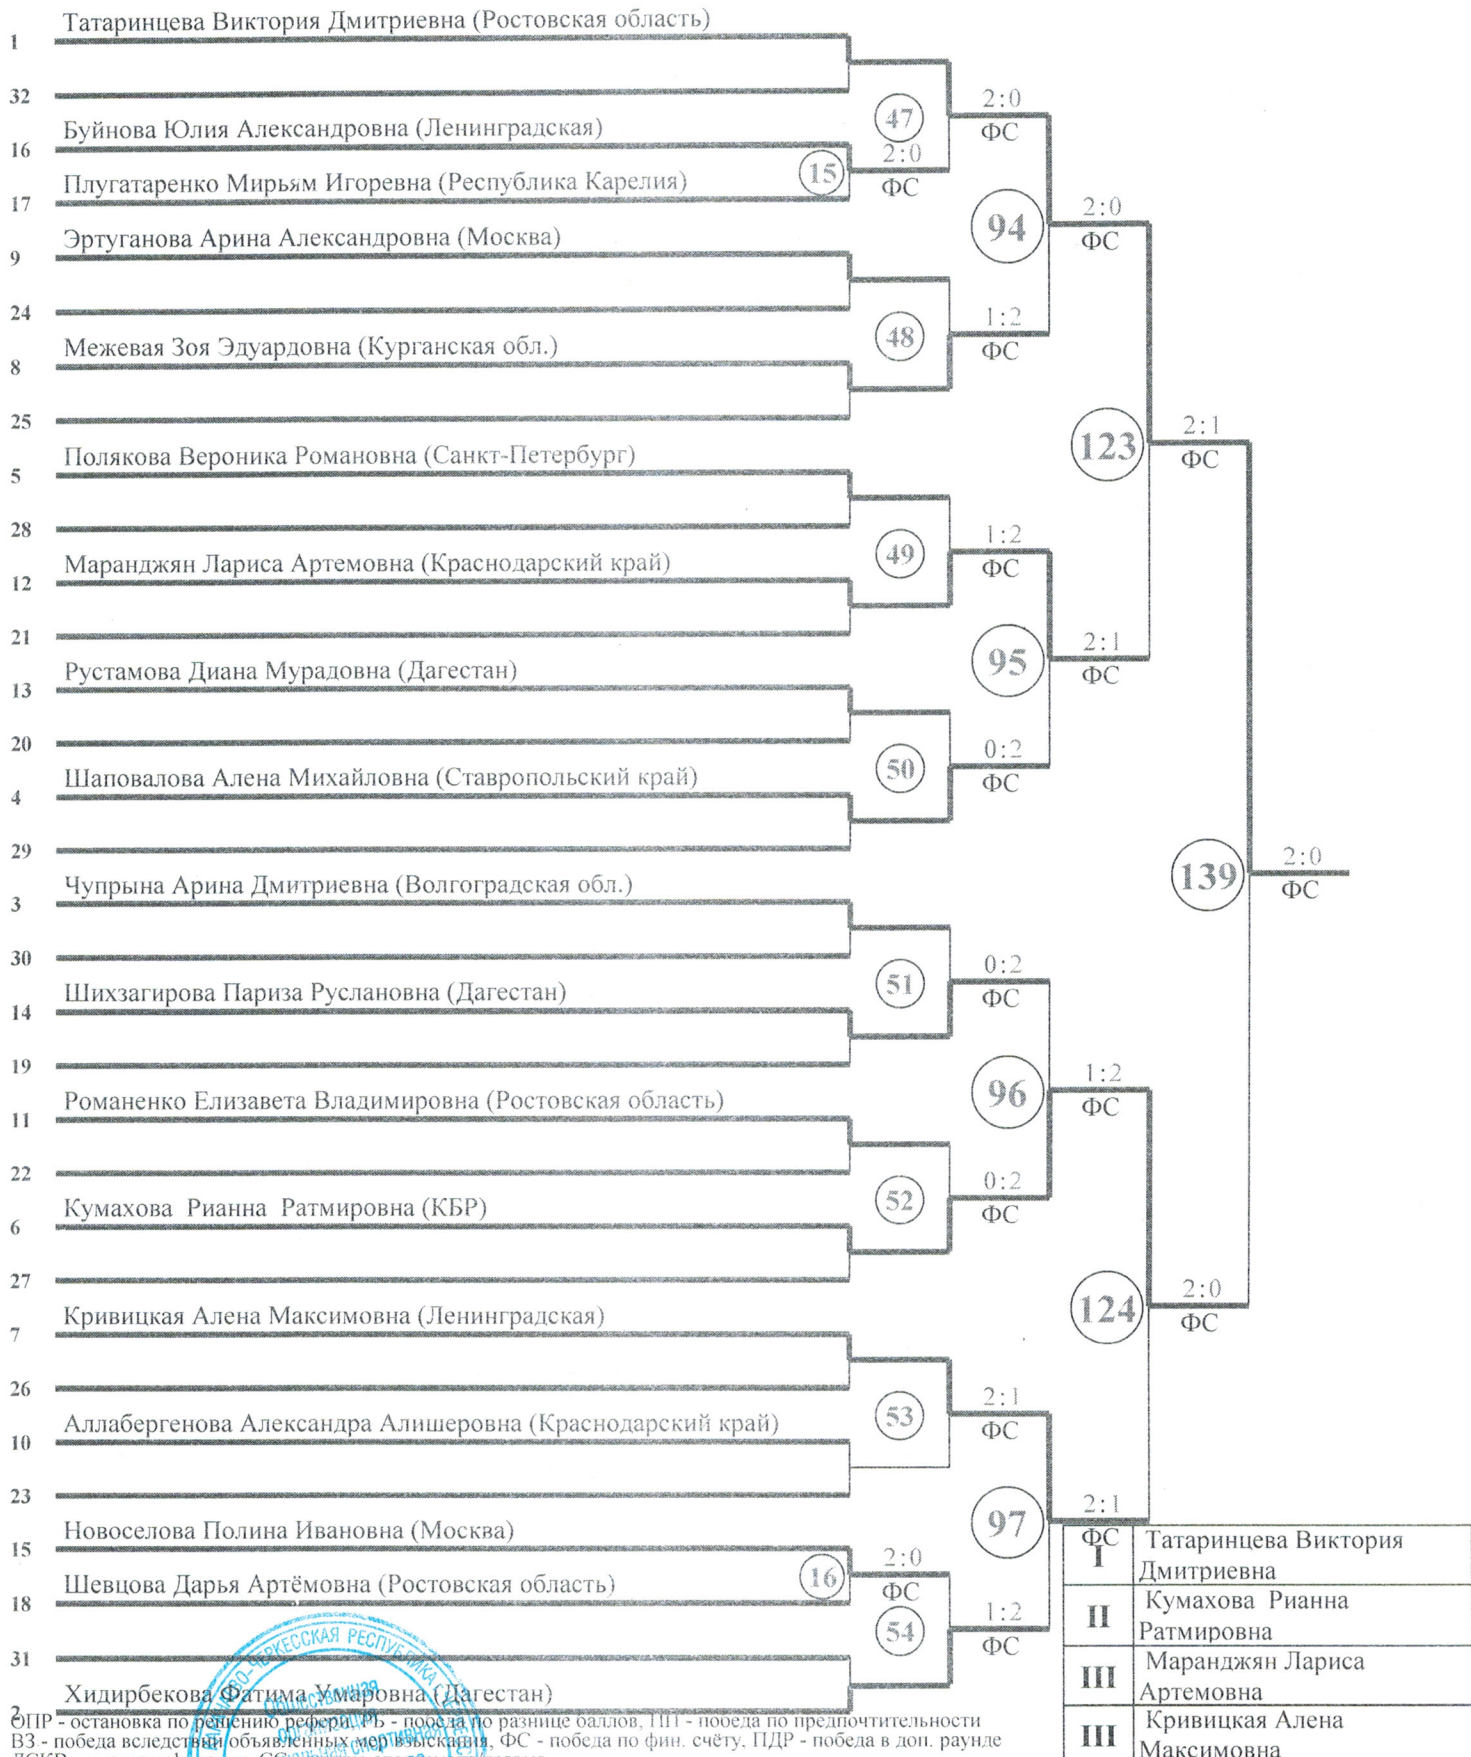 Татаринцева Виктория Дмитриевна (Ростовская область)
1
32
47
2:0
ФС
Буйнова Юлия Александровна (Ленинградская)
16
15
2:0
ФС
Плугатаренко Мирьям Игоревна (Республика Карелия)
17
94
2:0
ФС
Эртуганова Арина Александровна (Москва)
9
24
48
1:2
ФС
Межевая Зоя Эдуардовна (Курганская обл.)
8
25
123
2:1
ФС
Полякова Вероника Романовна (Санкт-Петербург)
5
28
49
1:2
ФС
Маранджян Лариса Артемовна (Краснодарский край)
12
21
95
2:1
ФС
Рустамова Диана Мурадовна (Дагестан)
13
20
50
0:2
ФС
Шаповалова Алена Михайловна (Ставропольский край)
4
29
139
2:0
ФС
Чупрына Арина Дмитриевна (Волгоградская обл.)
3
30
51
0:2
ФС
Шихзагирова Париза Руслановна (Дагестан)
14
19
96
1:2
ФС
Романенко Елизавета Владимировна (Ростовская область)
11
22
52
0:2
ФС
Кумахова Рианна Ратмировна (КБР)
6
27
124
2:0
ФС
Кривицкая Алена Максимовна (Ленинградская)
7
26
53
2:1
ФС
Аллабергенова Александра Алишеровна (Краснодарский край)
10
23
97
2:1
ФС
Новоселова Полина Ивановна (Москва)
15
16
2:0
ФС
Шевцова Дарья Артёмовна (Ростовская область)
18
54
1:2
ФС
31
Хидирбекова Фатима Умаровна (Дагестан)
2
I Татаринцева Виктория
Дмитриевна
II Кумахова Рианна
Ратмировна
III Маранджян Лариса
Артемовна
III Кривицкая Алена
Максимовна
ЧЕРКЕССКАЯ РЕСПУБЛИКА
Общественная
организация
спортивная
ОПР - остановка по решению рефери, - победа по разнице баллов, ПП - победа по предпочтительности
ВЗ - победа вследствии объявленных мер взыскания, ФС - победа по фин. счёту, ПДР - победа в доп. раунде